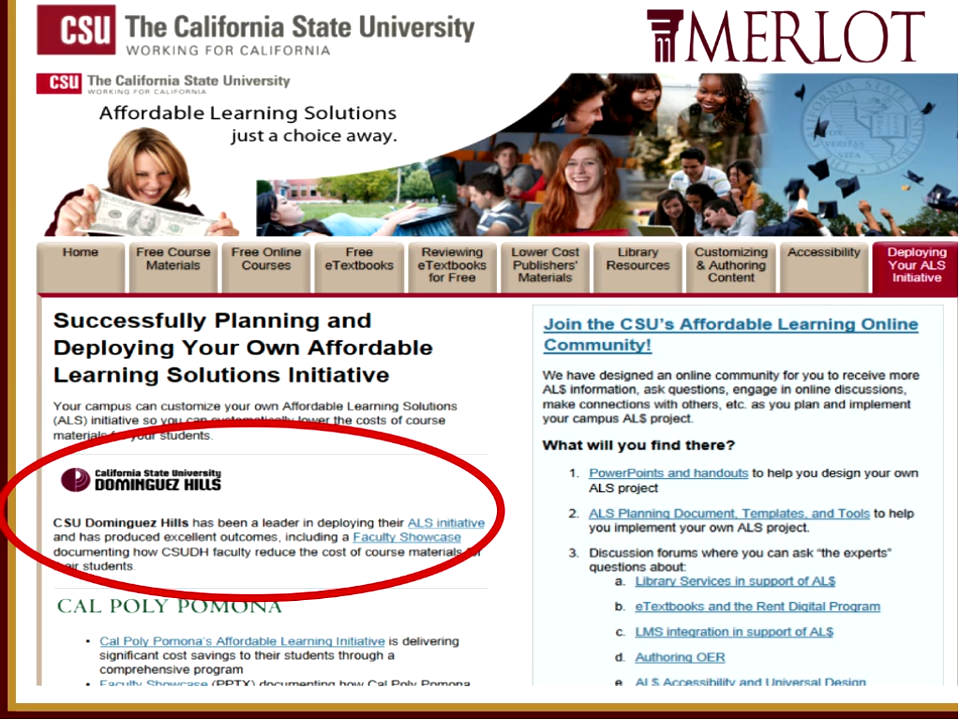 CSU The California State University
WORKING FOR CALIFORNIA
MERLOT
CSU The California State University
WORKING FOR CALIFORNIA
Affordable Learning Solutions
just a choice away.
Home
Free Course
Materials
Free Online
Courses
Free
eTextbooks
Reviewing
eTextbooks
for Free
Lower Cost
Publishers'
Materials
Library
Resources
Customizing
& Authoring
Content
Accessibility
Deploying
Your ALS
Initiative
Successfully Planning and
Deploying Your Own Affordable
Learning Solutions Initiative
Your campus can customize your own Affordable Learning Solutions
(ALS) initiative so you can systematically lower the costs of course
materials for your students.
California State University
DOMINGUEZ HILLS
CSU Dominguez Hills has been a leader in deploying their ALS initiative
and has produced excellent outcomes, including a Faculty Showcase
documenting how CSUDH faculty reduce the cost of course materials for
their students.
CAL POLY POMONA
• Cal Poly Pomona's Affordable Learning Initiative is delivering
significant cost savings to their students through a
comprehensive program
• Faculty Showcase (PPTX) documenting how Cal Poly Pomona
Join the CSU's Affordable Learning Online
Community!
We have designed an online community for you to receive more
AL$ information, ask questions, engage in online discussions,
make connections with others, etc. as you plan and implement
your campus AL$ project.
What will you find there?
1. PowerPoints and handouts to help you design your own
ALS project
2. ALS Planning Document, Templates, and Tools to help
you implement your own ALS project.
3. Discussion forums where you can ask "the experts"
questions about:
a. Library Services in support of AL$
b. eTextbooks and the Rent Digital Program
c. LMS integration in support of AL$
d. Authoring OER
e. AL$ Accessibility and Universal Design